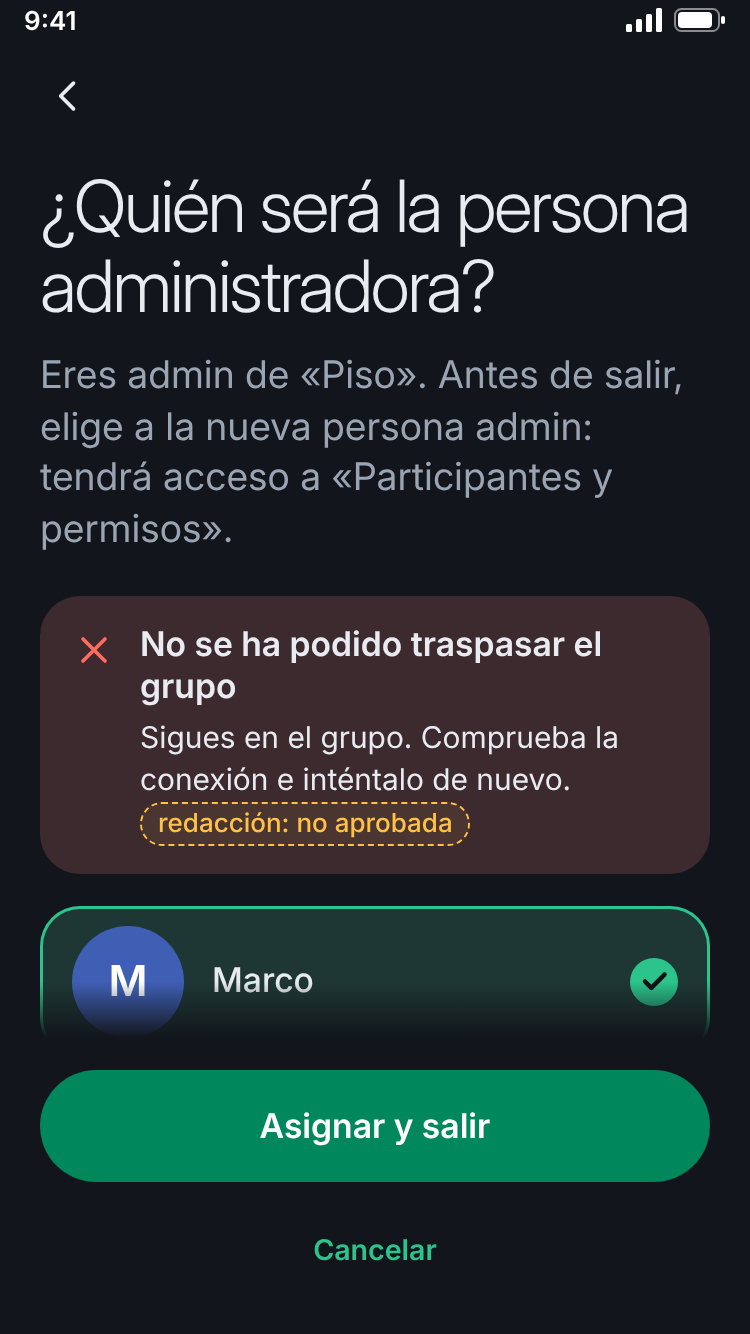 9:41
¿Quién será la persona
administradora?
Eres admin de «Piso». Antes de salir,
elige a la nueva persona admin:
tendrá acceso a «Participantes y
permisos».
No se ha podido traspasar el
grupo
Sigues en el grupo. Comprueba la
conexión e inténtalo de nuevo.
redacción: no aprobada
M
Marco
Asignar y salir
Cancelar